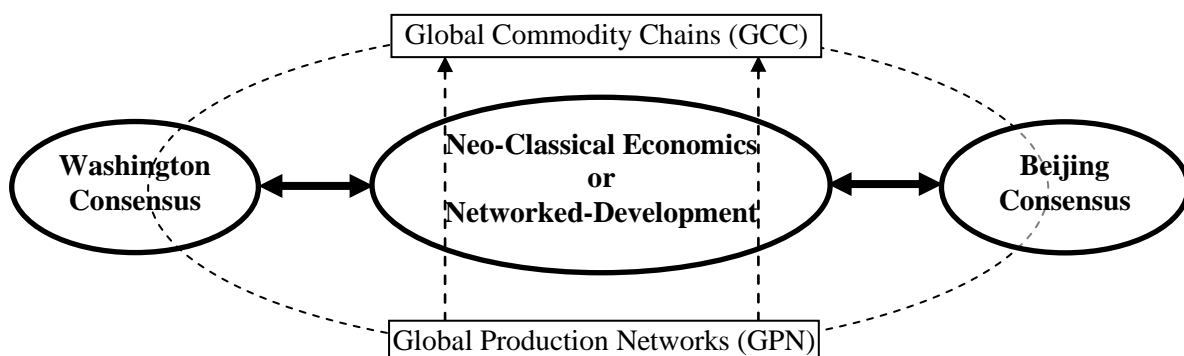 Global Commodity Chains (GCC)
Washington
Consensus
Neo-Classical Economics
or
Networked-Development
Beijing
Consensus
Global Production Networks (GPN)